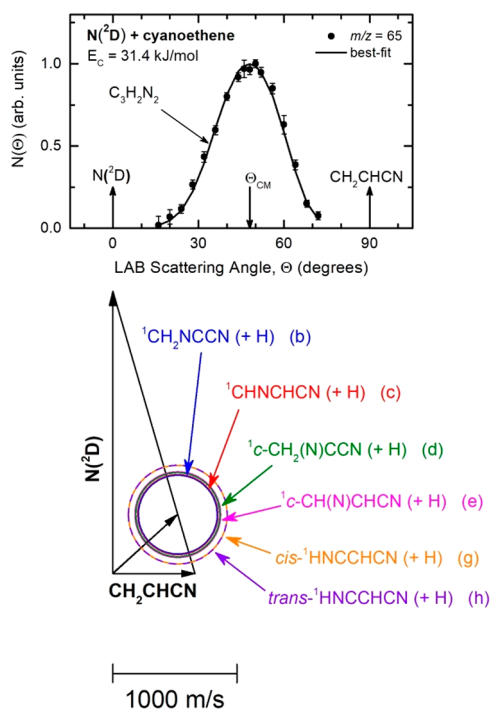 N(²D) + cyanoethene
E_C = 31.4 kJ/mol
m/z = 65
best-fit
C₃H₂N₂
N(²D)
Θ_CM
CH₂CHCN
N(Θ) (arb. units)
1.0
0.5
0.0
0 30 60 90
LAB Scattering Angle, Θ (degrees)
¹CH₂NCCN (+ H) (b)
¹CHNCHCN (+ H) (c)
¹c-CH₂(N)CCN (+ H) (d)
¹c-CH(N)CHCN (+ H) (e)
cis-¹HNCCHCN (+ H) (g)
trans-¹HNCCHCN (+ H) (h)
N(²D)
CH₂CHCN
1000 m/s